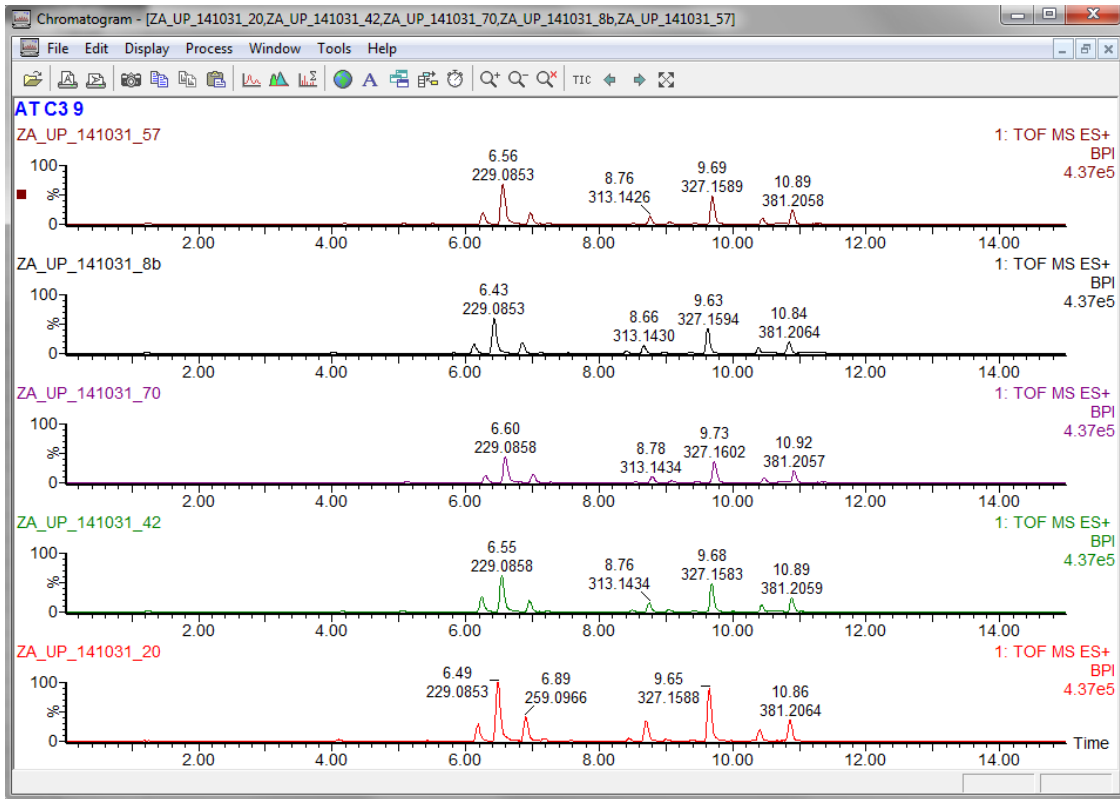 Chromatogram - [ZA_UP_141031_20,ZA_UP_141031_42,ZA_UP_141031_70,ZA_UP_141031_8b,ZA_UP_141031_57]
File Edit Display Process Window Tools Help
TIC
AT C3 9
ZA_UP_141031_57
1: TOF MS ES+
BPI
4.37e5
100
%
0
6.56
229.0853
8.76
313.1426
9.69
327.1589
10.89
381.2058
2.00 4.00 6.00 8.00 10.00 12.00 14.00
ZA_UP_141031_8b
1: TOF MS ES+
BPI
4.37e5
100
%
0
6.43
229.0853
8.66
313.1430
9.63
327.1594
10.84
381.2064
2.00 4.00 6.00 8.00 10.00 12.00 14.00
ZA_UP_141031_70
1: TOF MS ES+
BPI
4.37e5
100
%
0
6.60
229.0858
8.78
313.1434
9.73
327.1602
10.92
381.2057
2.00 4.00 6.00 8.00 10.00 12.00 14.00
ZA_UP_141031_42
1: TOF MS ES+
BPI
4.37e5
100
%
0
6.55
229.0858
8.76
313.1434
9.68
327.1583
10.89
381.2059
2.00 4.00 6.00 8.00 10.00 12.00 14.00
ZA_UP_141031_20
1: TOF MS ES+
BPI
4.37e5
100
%
0
6.49
229.0853
6.89
259.0966
9.65
327.1588
10.86
381.2064
Time
2.00 4.00 6.00 8.00 10.00 12.00 14.00